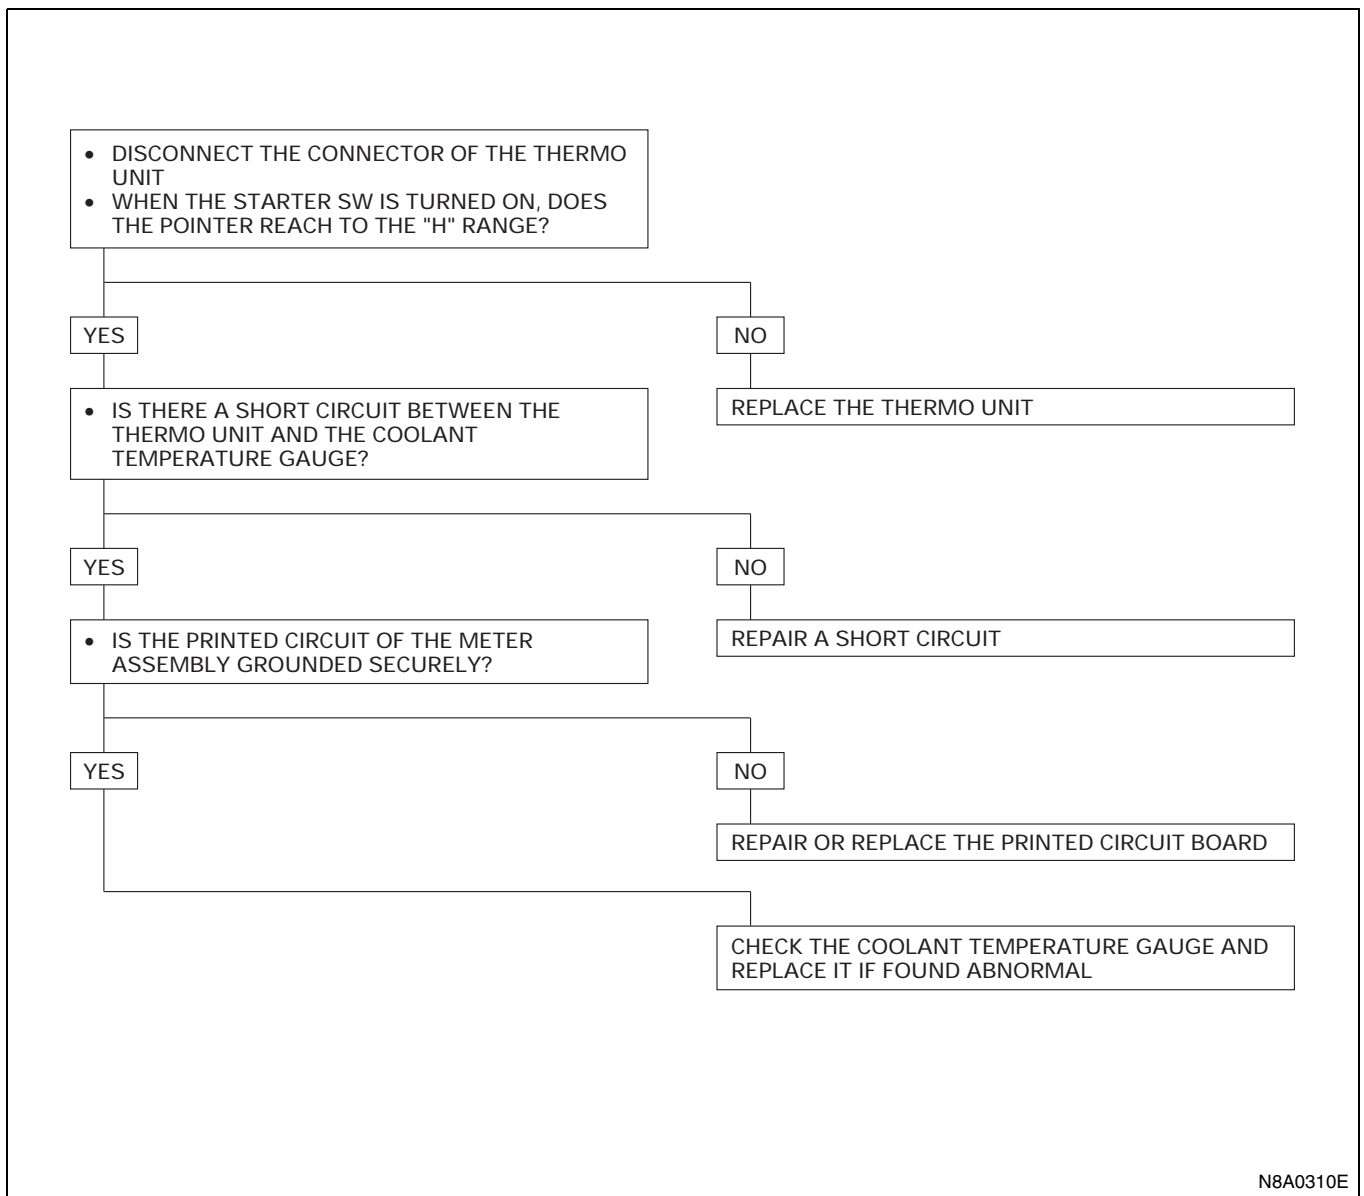 • DISCONNECT THE CONNECTOR OF THE THERMO
UNIT
• WHEN THE STARTER SW IS TURNED ON, DOES
THE POINTER REACH TO THE "H" RANGE?
YES
NO
• IS THERE A SHORT CIRCUIT BETWEEN THE
THERMO UNIT AND THE COOLANT
TEMPERATURE GAUGE?
REPLACE THE THERMO UNIT
YES
NO
• IS THE PRINTED CIRCUIT OF THE METER
ASSEMBLY GROUNDED SECURELY?
REPAIR A SHORT CIRCUIT
YES
NO
REPAIR OR REPLACE THE PRINTED CIRCUIT BOARD
CHECK THE COOLANT TEMPERATURE GAUGE AND
REPLACE IT IF FOUND ABNORMAL
N8A0310E